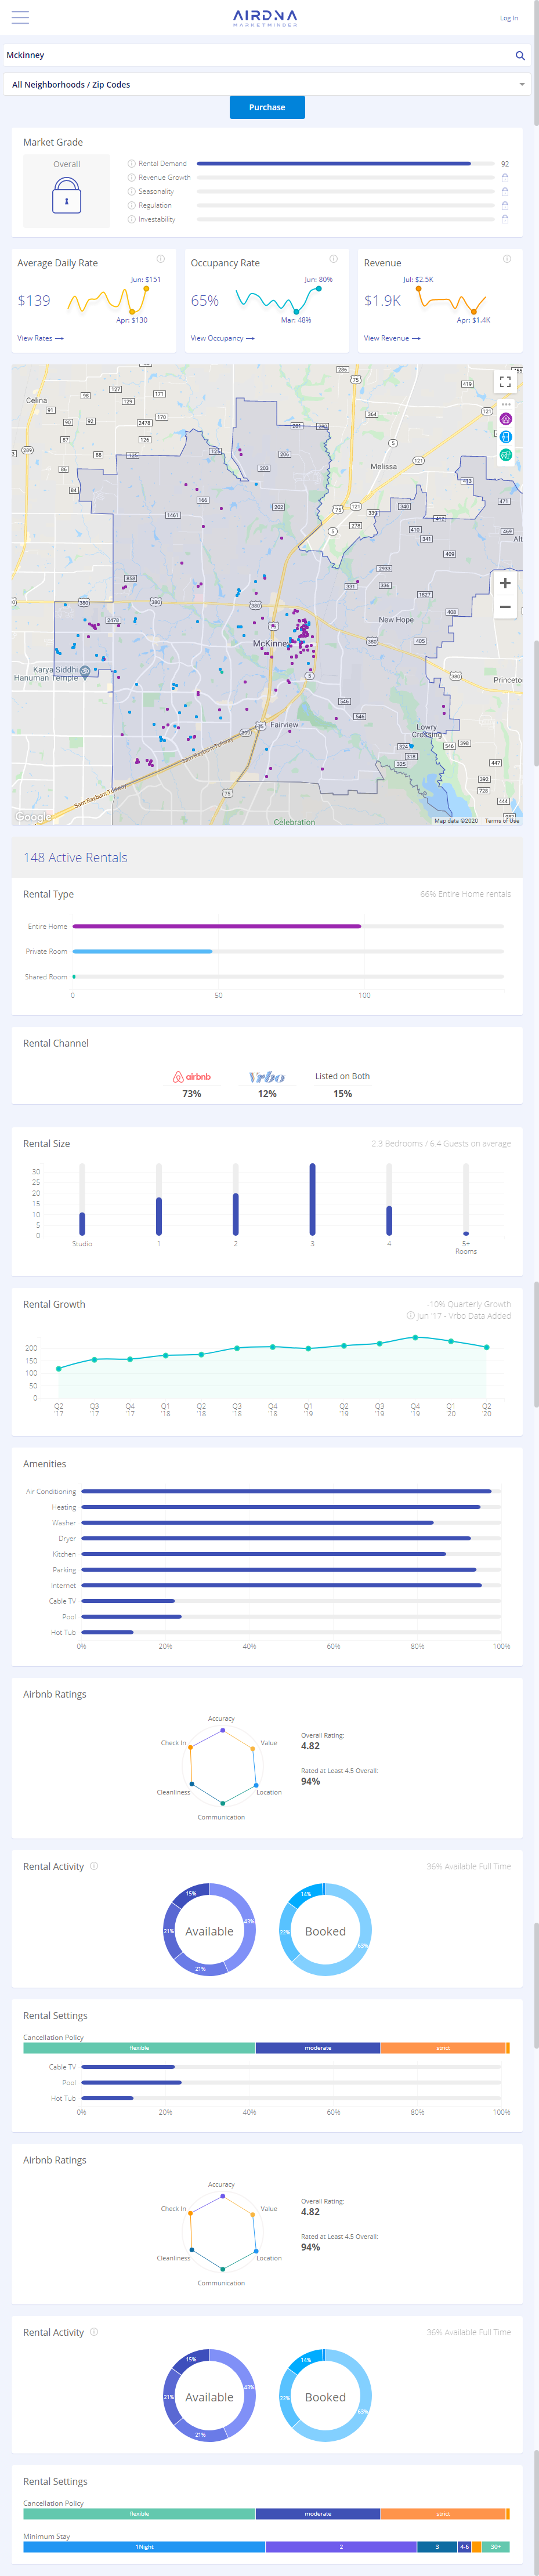 AIRDNA
MARKETMINDER
Log In
Mckinney
All Neighborhoods / Zip Codes
Purchase
Market Grade
Overall
Rental Demand
92
Revenue Growth
Seasonality
Regulation
Investability
Average Daily Rate
Jun: $151
$139
Apr: $130
View Rates
Occupancy Rate
Jun: 80%
65%
Mar: 48%
View Occupancy
Revenue
Jul: $2.5K
$1.9K
Apr: $1.4K
View Revenue
Celina
Melissa
New Hope
McKinney
Karya Siddhi
Hanuman Temple
Princeto
Fairview
Lowry
Crossing
Sam Rayburn Tollway
Sam Rayburn Tollway
Celebration
Google
Map data ©2020
Terms of Use
148 Active Rentals
Rental Type
66% Entire Home rentals
Entire Home
Private Room
Shared Room
0 50 100
Rental Channel
airbnb
Vrbo
Listed on Both
73%
12%
15%
Rental Size
2.3 Bedrooms / 6.4 Guests on average
30
25
20
15
10
5
0
Studio 1 2 3 4 5+
Rooms
Rental Growth
-10% Quarterly Growth
Jun '17 - Vrbo Data Added
200
150
100
50
0
Q2 Q3 Q4 Q1 Q2 Q3 Q4 Q1 Q2 Q3 Q4 Q1 Q2
'17 '17 '17 '18 '18 '18 '18 '19 '19 '19 '19 '20 '20
Amenities
Air Conditioning
Heating
Washer
Dryer
Kitchen
Parking
Internet
Cable TV
Pool
Hot Tub
0% 20% 40% 60% 80% 100%
Airbnb Ratings
Accuracy
Check In
Value
Cleanliness
Location
Communication
Overall Rating:
4.82
Rated at Least 4.5 Overall:
94%
Rental Activity
36% Available Full Time
15%
43%
21%
21%
Available
14%
22%
63%
Booked
Rental Settings
Cancellation Policy
flexible
moderate
strict
Cable TV
Pool
Hot Tub
0% 20% 40% 60% 80% 100%
Airbnb Ratings
Accuracy
Check In
Value
Cleanliness
Location
Communication
Overall Rating:
4.82
Rated at Least 4.5 Overall:
94%
Rental Activity
36% Available Full Time
15%
43%
21%
21%
Available
14%
22%
63%
Booked
Rental Settings
Cancellation Policy
flexible
moderate
strict
Minimum Stay
1Night
2
3
4-6
30+